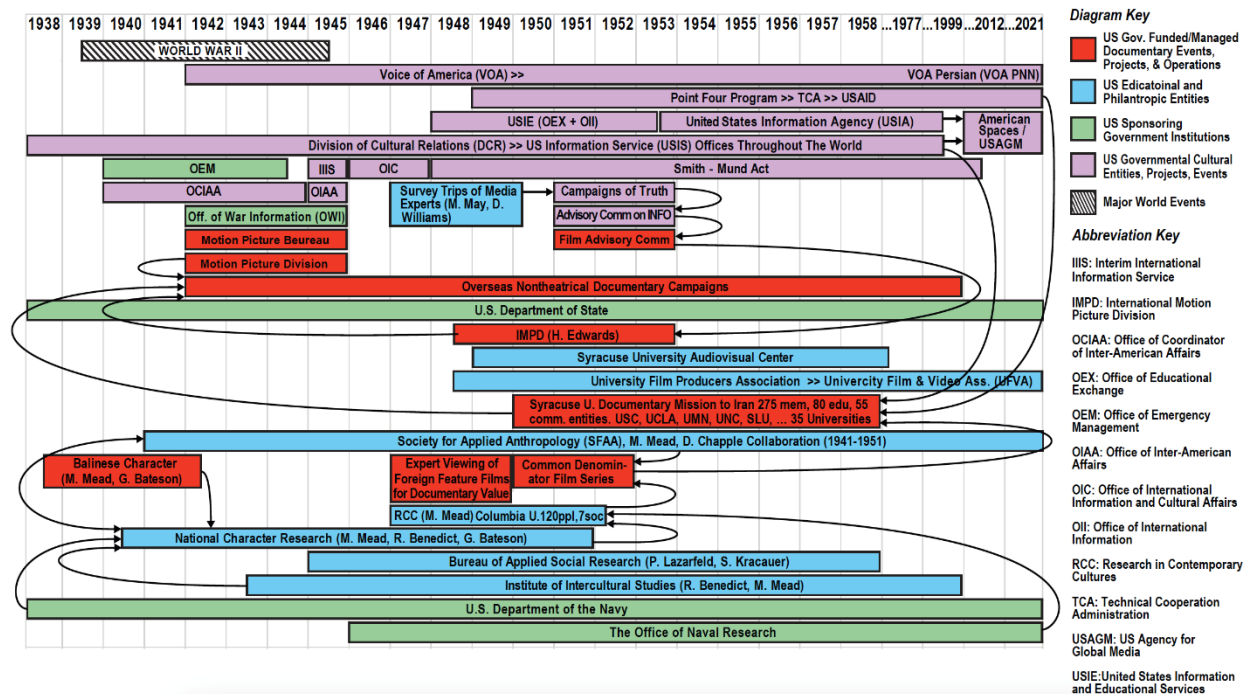 1938 1939 1940 1941 1942 1943 1944 1945 1946 1947 1948 1949 1950 1951 1952 1953 1954 1955 1956 1957 1958 ...1977...1999...2012...2021
WORLD WAR II
Voice of America (VOA) >> VOA Persian (VOA PNN)
Point Four Program >> TCA >> USAID
USIE (OEX + OII) United States Information Agency (USIA) American
Spaces /
USAGM
Division of Cultural Relations (DCR) >> US Information Service (USIS) Offices Throughout The World
OEM IIIS OIC Smith - Mund Act
OCIAA OIAA
Survey Trips of Media
Experts (M. May, D.
Williams)
Campaigns of Truth
Off. of War Information (OWI)
Advisory Comm on INFO
Motion Picture Beureau
Film Advisory Comm
Motion Picture Division
Overseas Nontheatrical Documentary Campaigns
U.S. Department of State
IMPD (H. Edwards)
Syracuse University Audiovisual Center
University Film Producers Association >> Univercity Film & Video Ass. (UFVA)
Syracuse U. Documentary Mission to Iran 275 mem, 80 edu, 55
comm. entities. USC, UCLA, UMN, UNC, SLU, ... 35 Universities
Society for Applied Anthropology (SFAA), M. Mead, D. Chapple Collaboration (1941-1951)
Balinese Character
(M. Mead, G. Bateson)
Expert Viewing of
Foreign Feature Films
for Documentary Value
Common Denomin-
ator Film Series
RCC (M. Mead) Columbia U.120ppl,7soc
National Character Research (M. Mead, R. Benedict, G. Bateson)
Bureau of Applied Social Research (P. Lazarfeld, S. Kracauer)
Institute of Intercultural Studies (R. Benedict, M. Mead)
U.S. Department of the Navy
The Office of Naval Research
Diagram Key
US Gov. Funded/Managed
Documentary Events,
Projects, & Operations
US Edicatoinal and
Philantropic Entities
US Sponsoring
Government Institutions
US Governmental Cultural
Entities, Projects, Events
Major World Events
Abbreviation Key
IIIS: Interim International
Information Service
IMPD: International Motion
Picture Division
OCIAA: Office of Coordinator
of Inter-American Affairs
OEX: Office of Educational
Exchange
OEM: Office of Emergency
Management
OIAA: Office of Inter-American
Affairs
OIC: Office of International
Information and Cultural Affairs
OII: Office of International
Information
RCC: Research in Contemporary
Cultures
TCA: Technical Cooperation
Administration
USAGM: US Agency for
Global Media
USIE:United States Information
and Educational Services